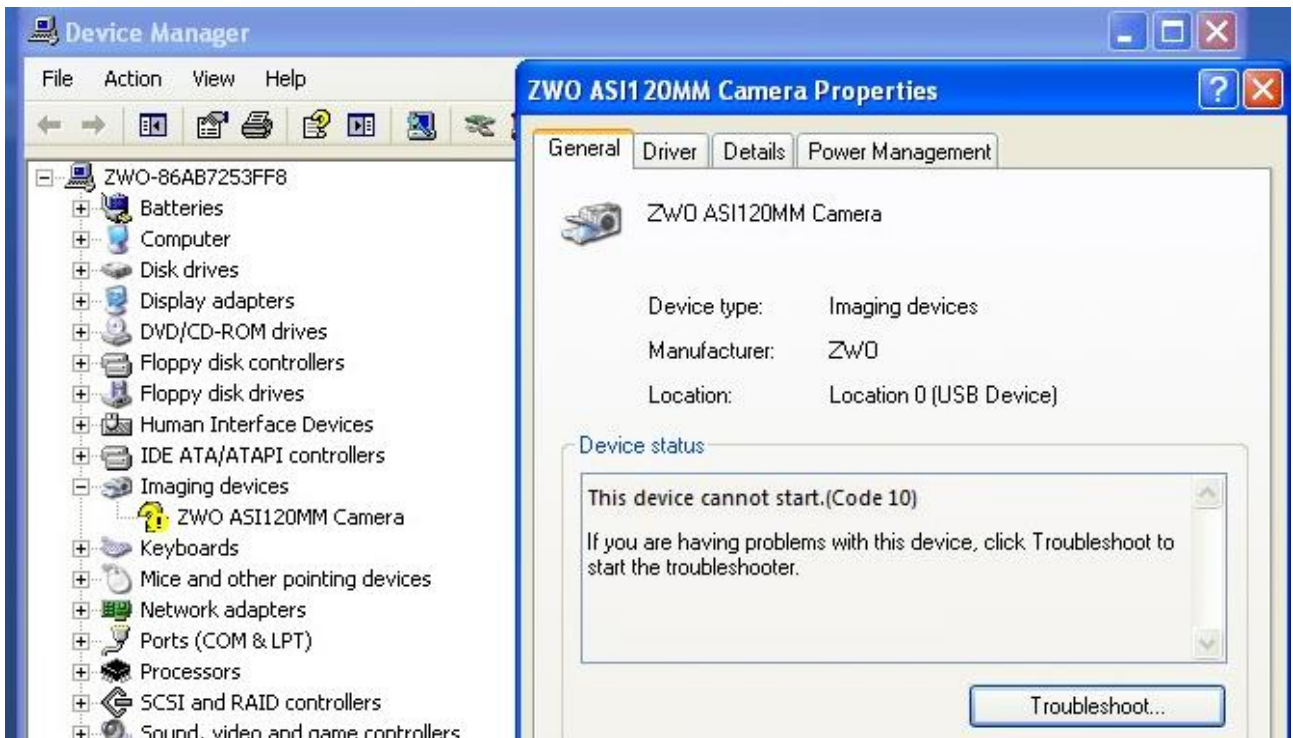 Device Manager
File Action View Help
ZWO-86AB7253FF8
Batteries
Computer
Disk drives
Display adapters
DVD/CD-ROM drives
Floppy disk controllers
Floppy disk drives
Human Interface Devices
IDE ATA/ATAPI controllers
Imaging devices
ZWO ASI120MM Camera
Keyboards
Mice and other pointing devices
Network adapters
Ports (COM & LPT)
Processors
SCSI and RAID controllers
Sound, video and game controllers
ZWO ASI120MM Camera Properties
General Driver Details Power Management
ZWO ASI120MM Camera
Device type: Imaging devices
Manufacturer: ZWO
Location: Location 0 (USB Device)
Device status
This device cannot start.(Code 10)
If you are having problems with this device, click Troubleshoot to
start the troubleshooter.
Troubleshoot...